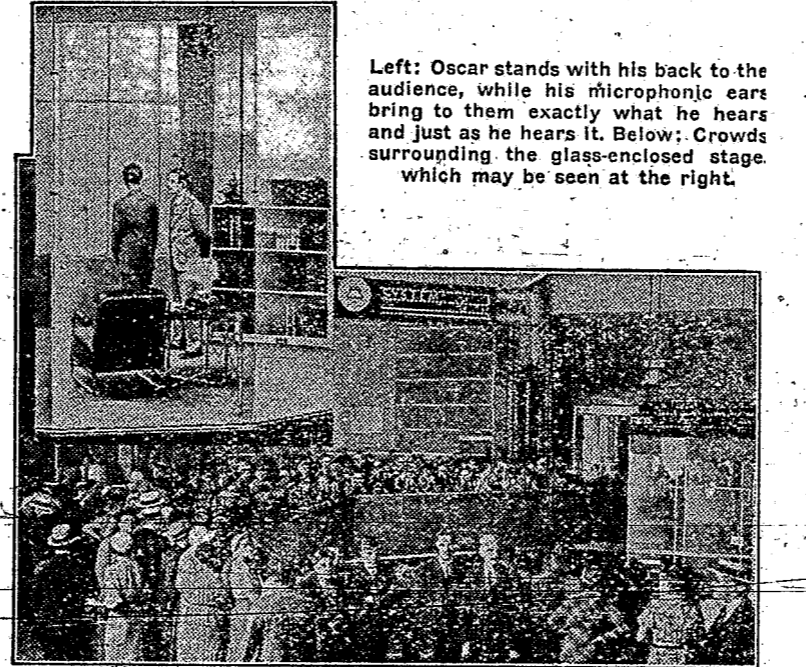 Left: Oscar stands with his back to the
audience, while his microphonic ears
bring to them exactly what he hears
and just as he hears it. Below: Crowds
surrounding the glass-enclosed stage,
which may be seen at the right.
SYSTEM